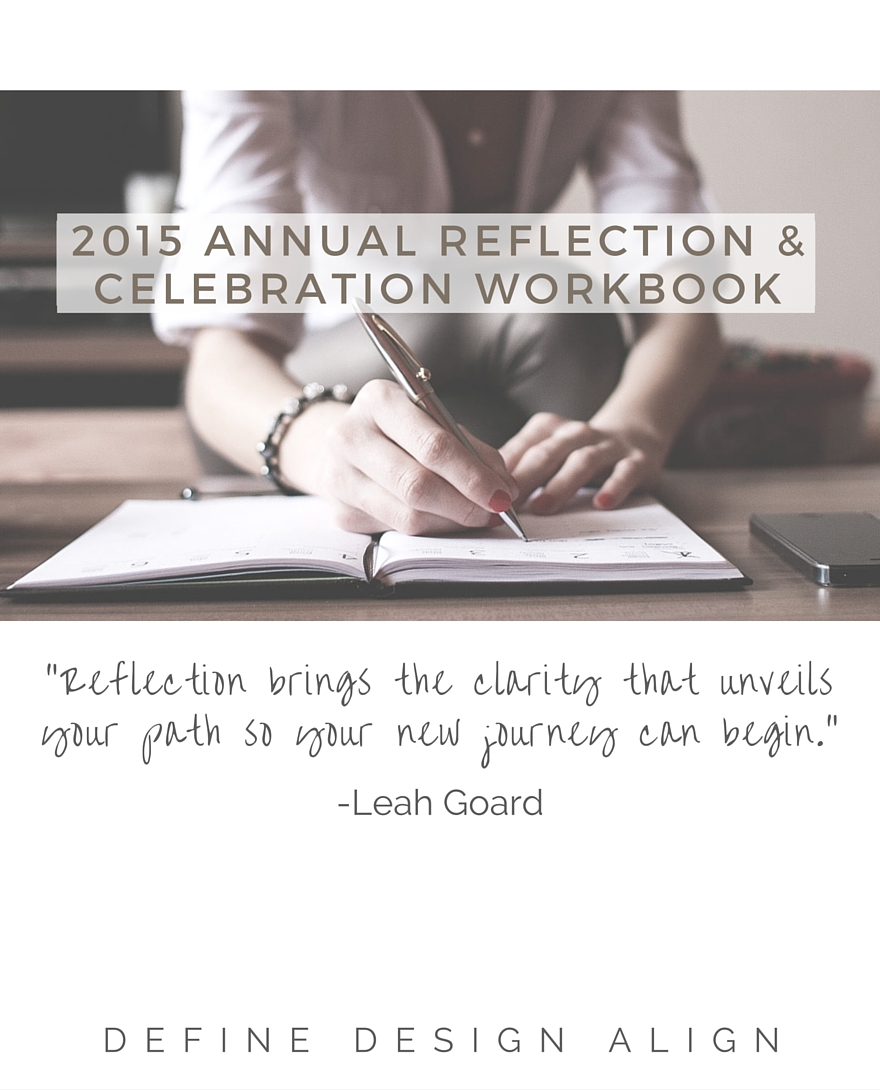 2015 ANNUAL REFLECTION &
CELEBRATION WORKBOOK
"Reflection brings the clarity that unveils
your path so your new journey can begin."
-Leah Goard
DEFINE DESIGN ALIGN